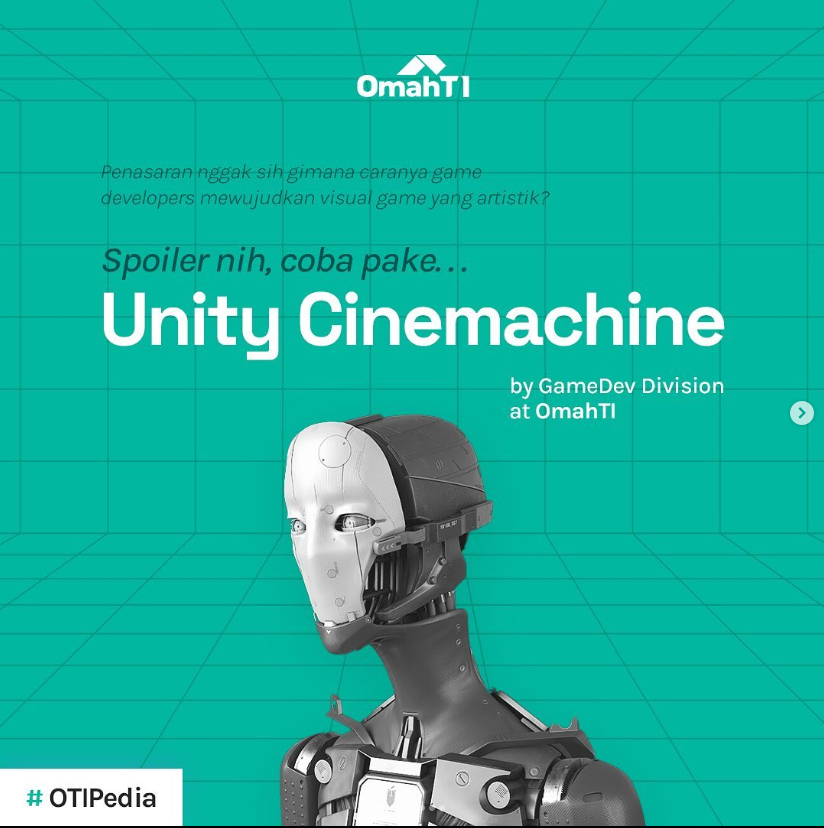 OmahTI
Penasaran nggak sih gimana caranya game
developers mewujudkan visual game yang artistik?
Spoiler nih, coba pake...
Unity Cinemachine
by GameDev Division
at OmahTI
# OTIPedia